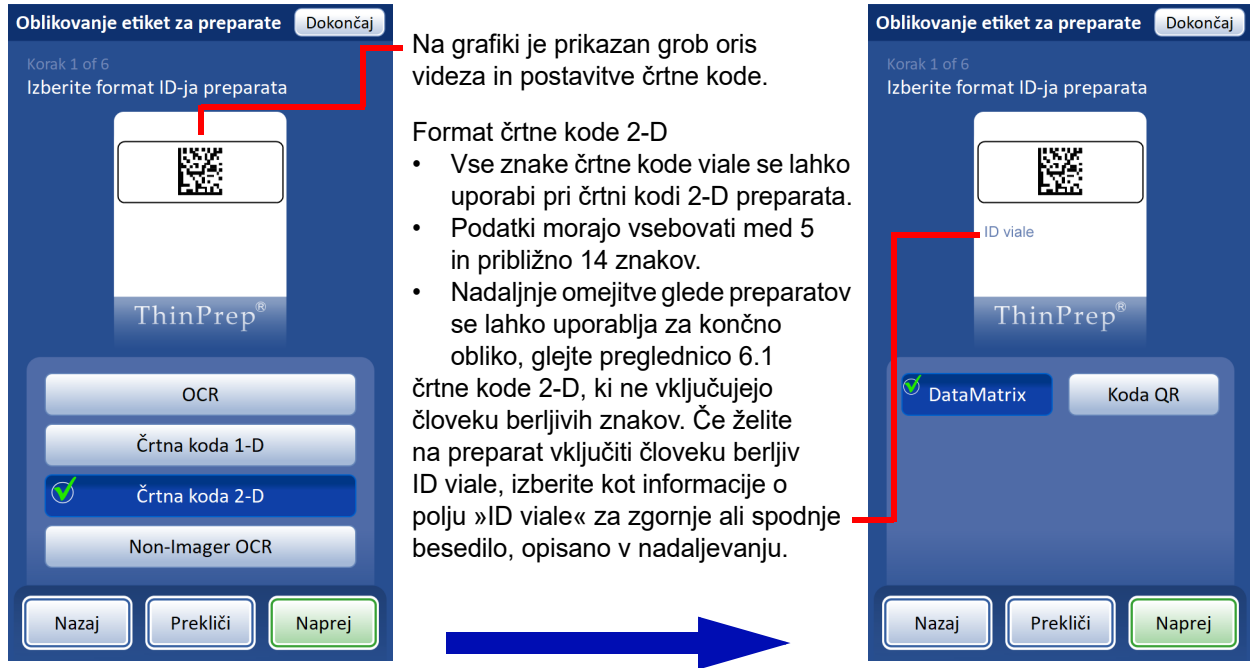 Oblikovanje etiket za preparate
Dokončaj
Korak 1 of 6
Izberite format ID-ja preparata
ThinPrep®
OCR
Črtna koda 1-D
Črtna koda 2-D
Non-Imager OCR
Nazaj
Prekliči
Naprej
Na grafiki je prikazan grob oris
videza in postavitve črtne kode.
Format črtne kode 2-D
• Vse znake črtne kode viale se lahko
uporabi pri črtni kodi 2-D preparata.
• Podatki morajo vsebovati med 5
in približno 14 znakov.
• Nadaljnje omejitve glede preparatov
se lahko uporablja za končno
obliko, glejte preglednico 6.1
črtne kode 2-D, ki ne vključujejo
človeku berljivih znakov. Če želite
na preparat vključiti človeku berljiv
ID viale, izberite kot informacije o
polju »ID viale« za zgornje ali spodnje
besedilo, opisano v nadaljevanju.
Oblikovanje etiket za preparate
Dokončaj
Korak 1 of 6
Izberite format ID-ja preparata
ID viale
ThinPrep®
DataMatrix
Koda QR
Nazaj
Prekliči
Naprej